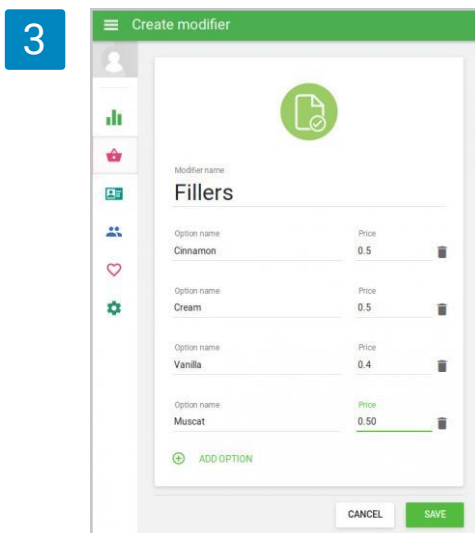 3
Create modifier
Modifier name
Fillers
Option name Price
Cinnamon 0.5
Option name Price
Cream 0.5
Option name Price
Vanilla 0.4
Option name Price
Muscat 0.50
ADD OPTION
CANCEL SAVE